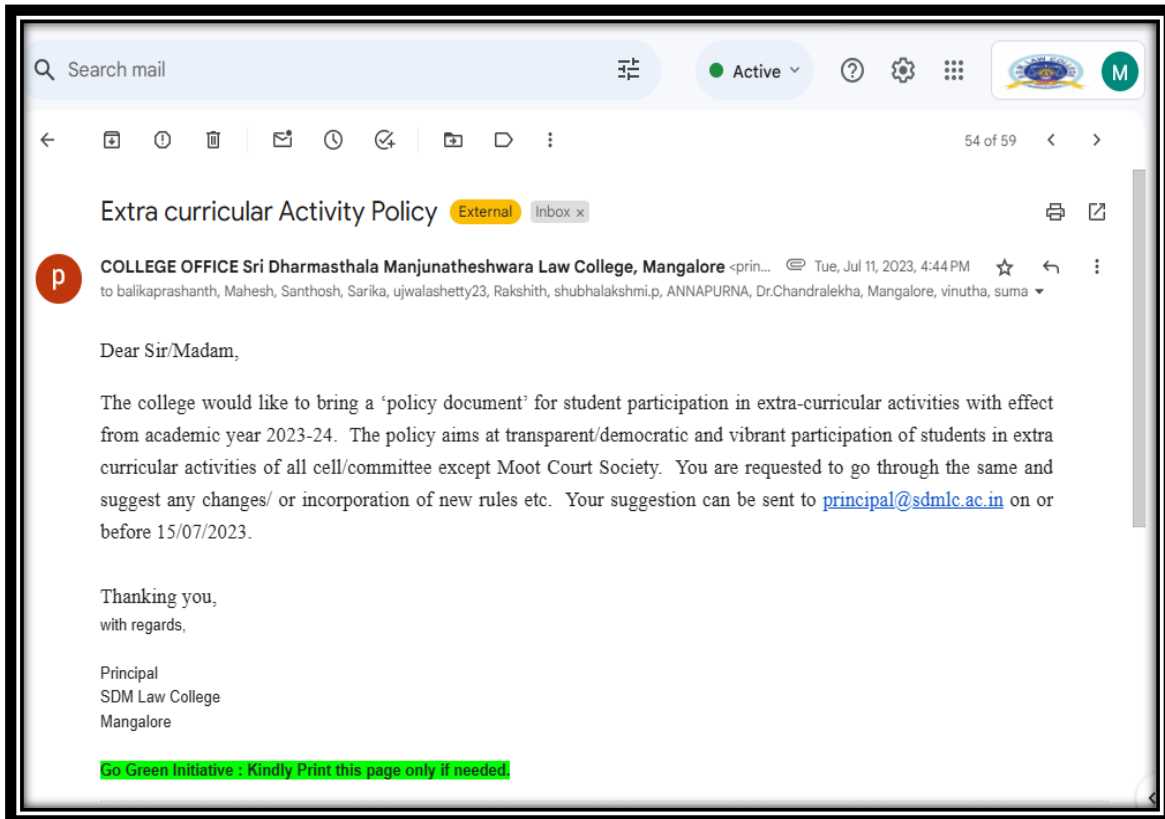 Search mail
Active
M
54 of 59
Extra curricular Activity Policy External Inbox x
p
COLLEGE OFFICE Sri Dharmasthala Manjunatheshwara Law College, Mangalore <prin... Tue, Jul 11, 2023, 4:44 PM
to balikaprashanth, Mahesh, Santhosh, Sarika, ujwalashetty23, Rakshith, shubhalakshmi.p, ANNAPURNA, Dr.Chandralekha, Mangalore, vinutha, suma
Dear Sir/Madam,
The college would like to bring a ‘policy document’ for student participation in extra-curricular activities with effect
from academic year 2023-24. The policy aims at transparent/democratic and vibrant participation of students in extra
curricular activities of all cell/committee except Moot Court Society. You are requested to go through the same and
suggest any changes/ or incorporation of new rules etc. Your suggestion can be sent to principal@sdmlc.ac.in on or
before 15/07/2023.
Thanking you,
with regards,
Principal
SDM Law College
Mangalore
Go Green Initiative : Kindly Print this page only if needed.